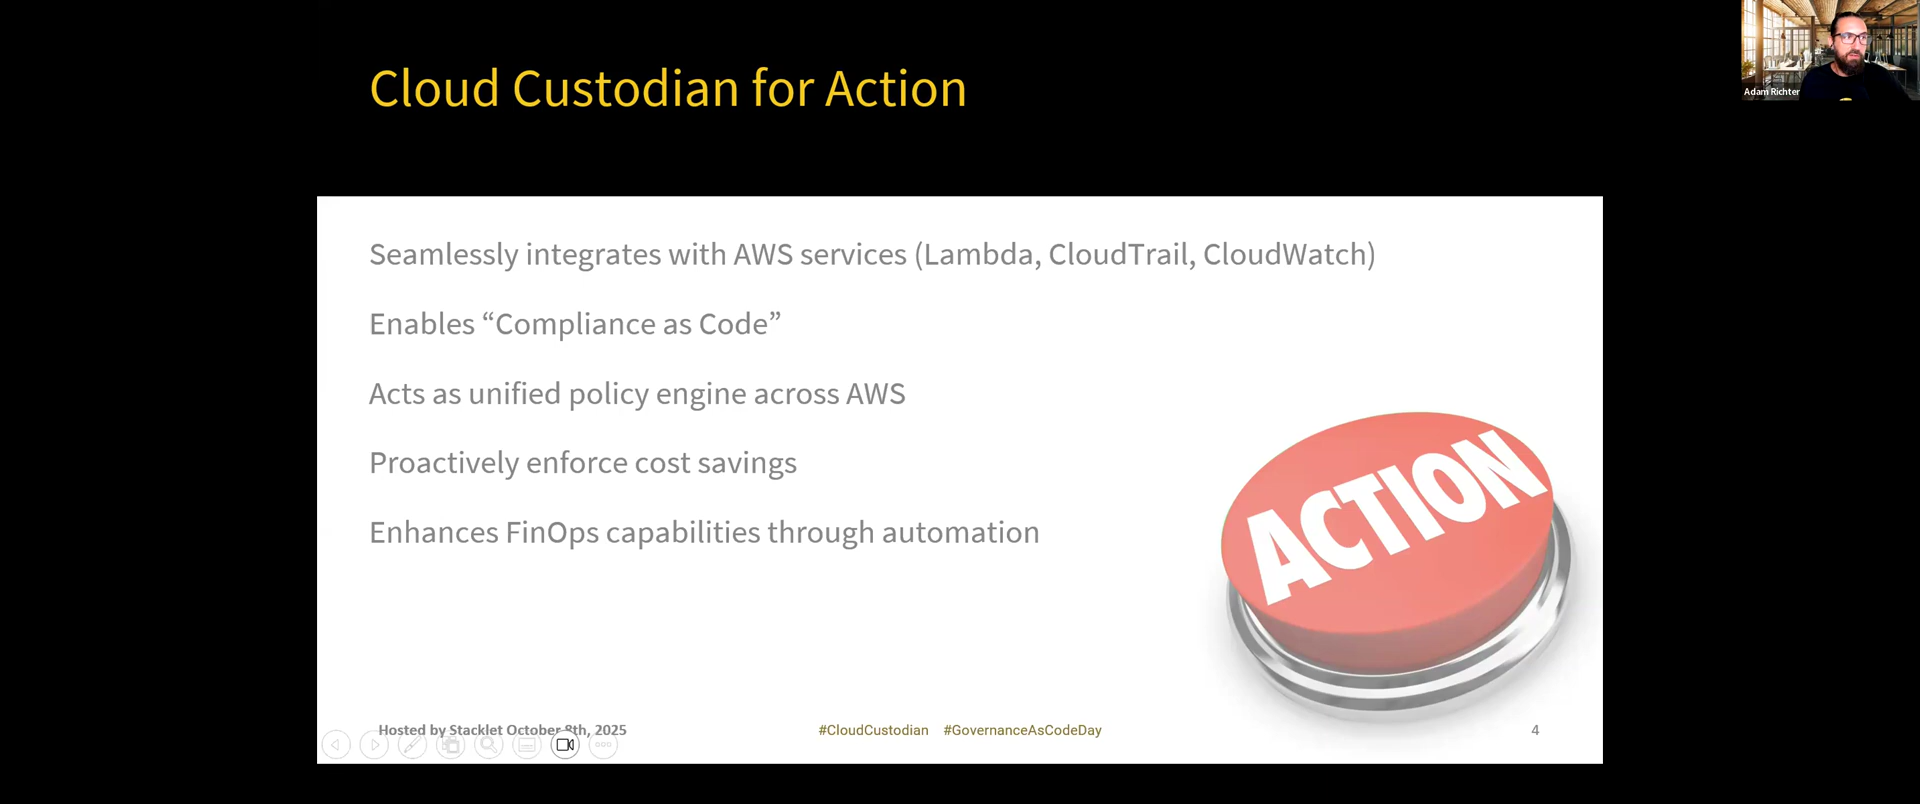 Cloud Custodian for Action
Adam Richter
Seamlessly integrates with AWS services (Lambda, CloudTrail, CloudWatch)
Enables “Compliance as Code”
Acts as unified policy engine across AWS
Proactively enforce cost savings
Enhances FinOps capabilities through automation
ACTION
Hosted by Stacklet October 8th, 2025
#CloudCustodian #GovernanceAsCodeDay
4